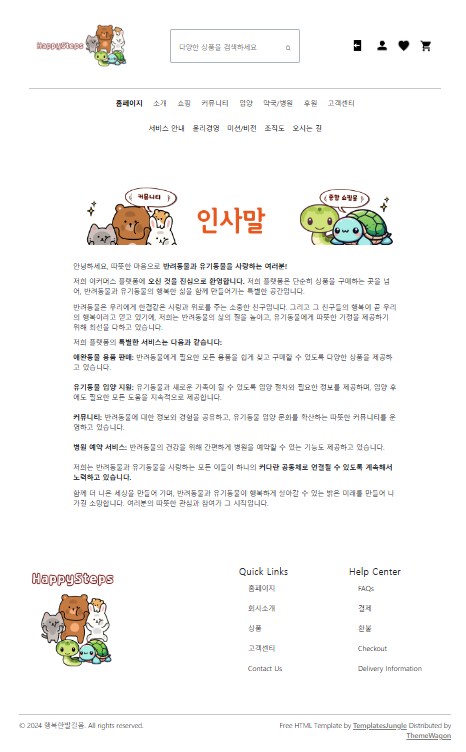 HappySteps
다양한 상품을 검색하세요
홈페이지 소개 쇼핑 커뮤니티 입양 약국/병원 후원 고객센터
서비스 안내 윤리경영 미션/비전 조직도 오시는 길
커뮤니티
인사말
종합 쇼핑몰
안녕하세요, 따뜻한 마음으로 반려동물과 유기동물을 사랑하는 여러분!
저희 이커머스 플랫폼에 오신 것을 진심으로 환영합니다. 저희 플랫폼은 단순히 상품을 구매하는 곳을 넘
어, 반려동물과 유기동물의 행복한 삶을 함께 만들어가는 특별한 공간입니다.
반려동물은 우리에게 한결같은 사랑과 위로를 주는 소중한 친구입니다. 그리고 그 친구들의 행복이 곧 우리
의 행복이라고 믿고 있기에, 저희는 반려동물의 삶의 질을 높이고, 유기동물에게 따뜻한 가정을 제공하기
위해 최선을 다하고 있습니다.
저희 플랫폼의 특별한 서비스는 다음과 같습니다:
애완동물 용품 판매: 반려동물에게 필요한 모든 용품을 쉽게 찾고 구매할 수 있도록 다양한 상품을 제공하
고 있습니다.
유기동물 입양 지원: 유기동물과 새로운 가족이 될 수 있도록 입양 절차와 필요한 정보를 제공하며, 입양 후
에도 필요한 모든 도움을 지속적으로 제공합니다.
커뮤니티: 반려동물에 대한 정보와 경험을 공유하고, 유기동물 입양 문화를 확산하는 따뜻한 커뮤니티를 운
영하고 있습니다.
병원 예약 서비스: 반려동물의 건강을 위해 간편하게 병원을 예약할 수 있는 기능도 제공하고 있습니다.
저희는 반려동물과 유기동물을 사랑하는 모든 이들이 하나의 커다란 공동체로 연결될 수 있도록 계속해서
노력하고 있습니다.
함께 더 나은 세상을 만들어 가며, 반려동물과 유기동물이 행복하게 살아갈 수 있는 밝은 미래를 만들어 나
가길 소망합니다. 여러분의 따뜻한 관심과 참여가 그 시작입니다.
HappySteps
Quick Links
홈페이지
회사소개
상품
고객센터
Contact Us
Help Center
FAQs
결제
환불
Checkout
Delivery Information
© 2024 행복한발걸음. All rights reserved.
Free HTML Template by TemplatesJungle Distributed by
ThemeWagon